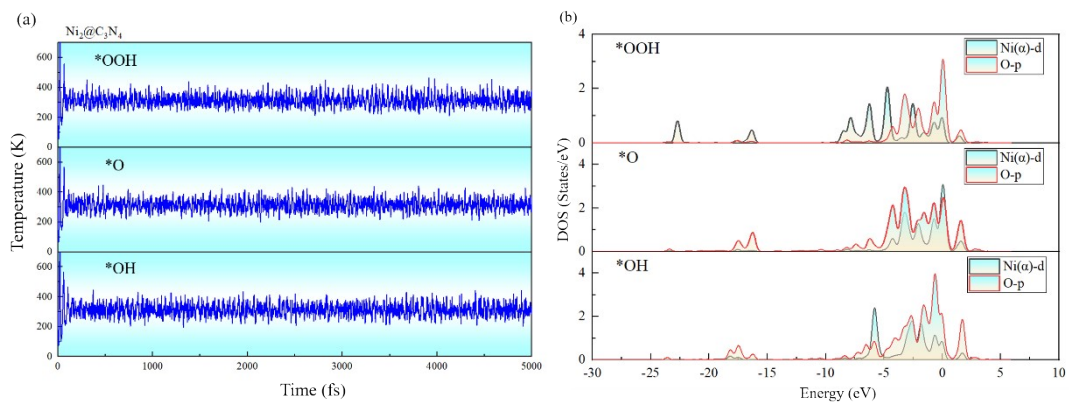 (a)
Ni₂@C₃N₄
*OOH
600
400
200
0
*O
600
400
200
0
*OH
600
400
200
0
0
1000
2000
3000
4000
5000
Temperature (K)
Time (fs)
(b)
*OOH
Ni(α)-d
O-p
4
2
0
*O
Ni(α)-d
O-p
4
2
0
*OH
Ni(α)-d
O-p
4
2
0
-30
-25
-20
-15
-10
-5
0
5
10
DOS (States/eV)
Energy (eV)